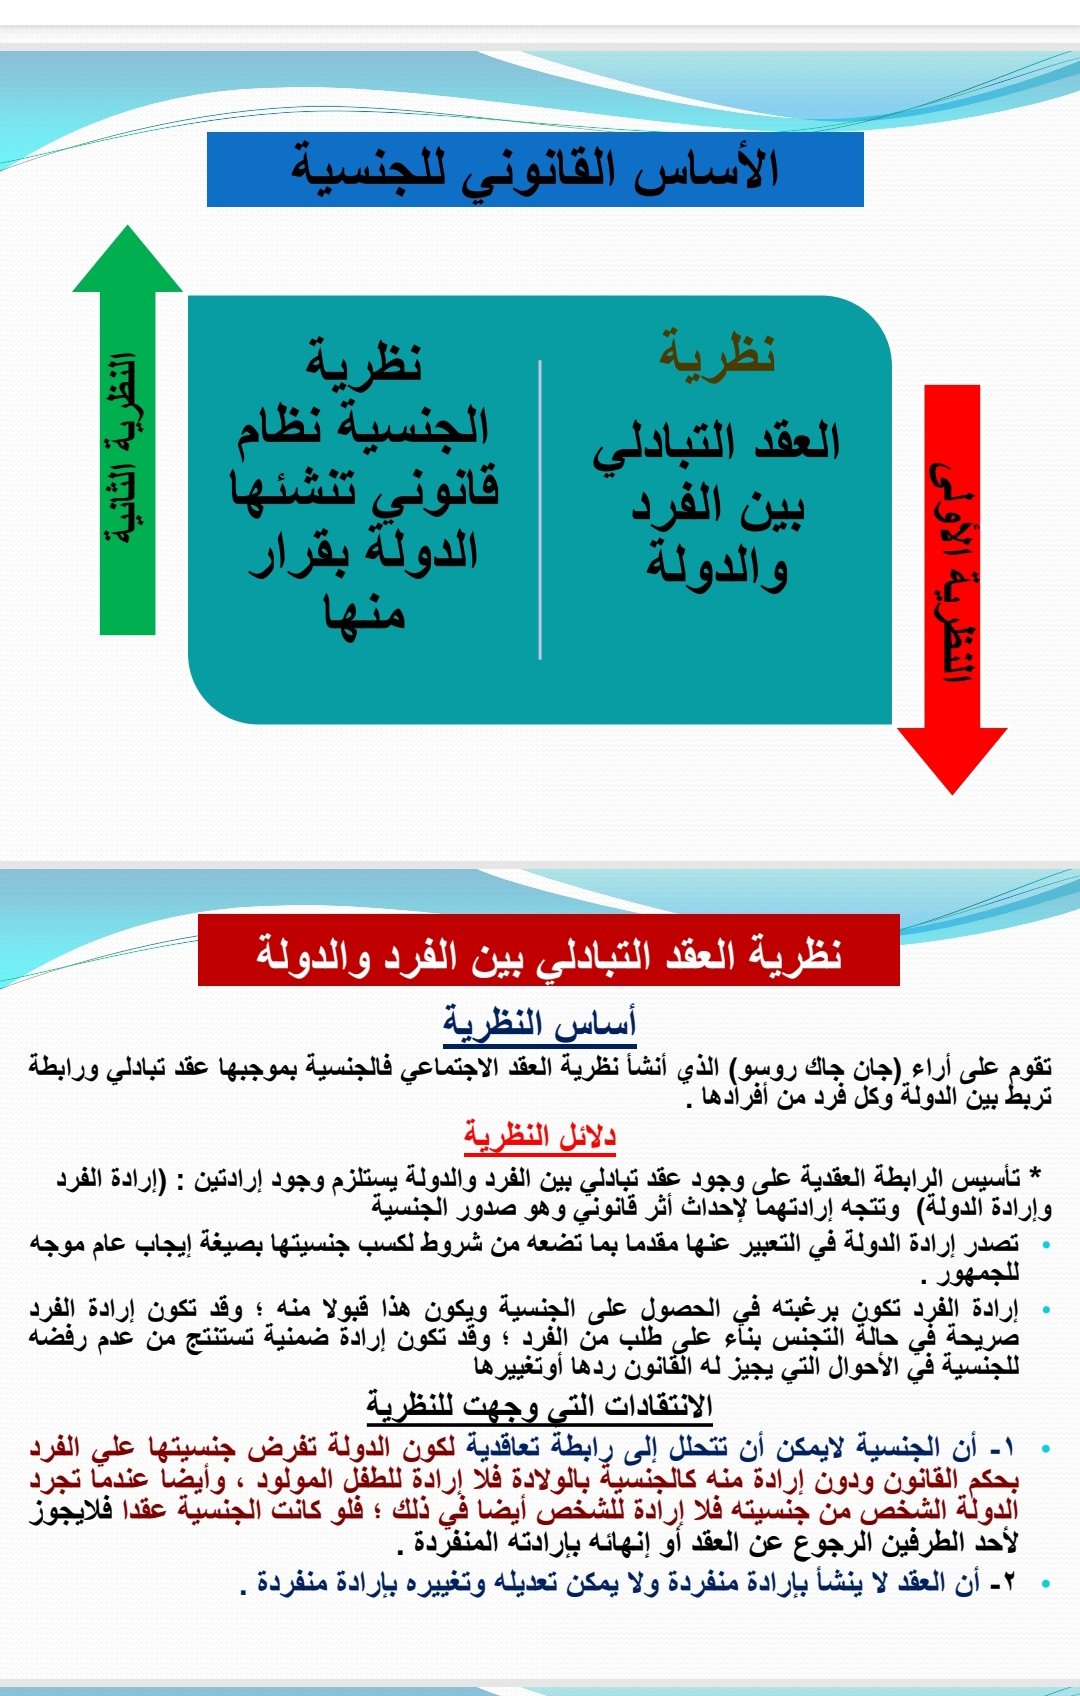 الأساس القانوني للجنسية
النظرية الأولى
نظرية
العقد التبادلي
بين الفرد
والدولة
نظرية
الجنسية نظام
قانوني تنشئها
الدولة بقرار
منها
النظرية الثانية
نظرية العقد التبادلي بين الفرد والدولة
أساس النظرية
تقوم على أراء (جان جاك روسو) الذي أنشأ نظرية العقد الاجتماعي فالجنسية بموجبها عقد تبادلي ورابطة
تربط بين الدولة وكل فرد من أفرادها .
دلائل النظرية
* تأسيس الرابطة العقدية على وجود عقد تبادلي بين الفرد والدولة يستلزم وجود إرادتين : (إرادة الفرد
وإرادة الدولة) وتتجه إرادتهما لإحداث أثر قانوني وهو صدور الجنسية
• تصدر إرادة الدولة في التعبير عنها مقدما بما تضعه من شروط لكسب جنسيتها بصيغة إيجاب عام موجه
للجمهور .
• إرادة الفرد تكون برغبته في الحصول على الجنسية ويكون هذا قبولا منه ؛ وقد تكون إرادة الفرد
صريحة في حالة التجنس بناء على طلب من الفرد ؛ وقد تكون إرادة ضمنية تستنتج من عدم رفضه
للجنسية في الأحوال التي يجيز له القانون ردها أوتغييرها
الانتقادات التي وجهت للنظرية
• ١- أن الجنسية لايمكن أن تتحلل إلى رابطة تعاقدية لكون الدولة تفرض جنسيتها علي الفرد
بحكم القانون ودون إرادة منه كالجنسية بالولادة فلا إرادة للطفل المولود ، وأيضا عندما تجرد
الدولة الشخص من جنسيته فلا إرادة للشخص أيضا في ذلك ؛ فلو كانت الجنسية عقدا فلايجوز
لأحد الطرفين الرجوع عن العقد أو إنهائه بإرادته المنفردة .
• ٢- أن العقد لا ينشأ بإرادة منفردة ولا يمكن تعديله وتغييره بإرادة منفردة .